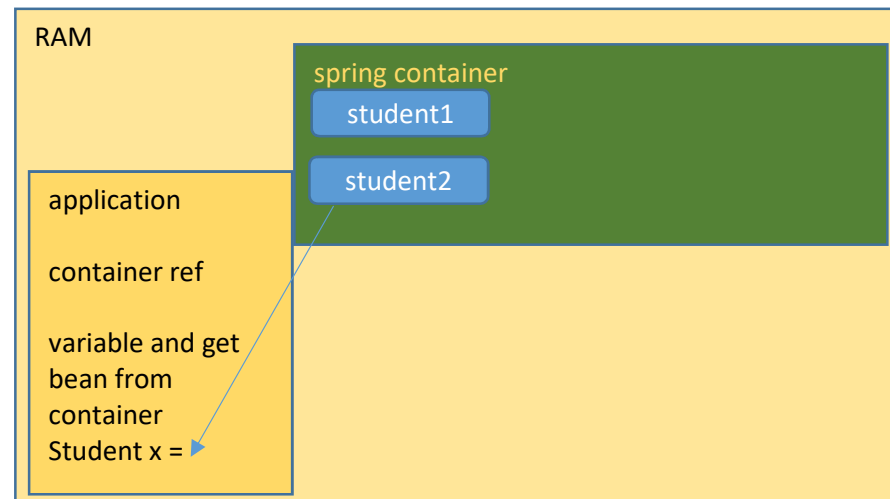 RAM
spring container
student1
student2
application
container ref
variable and get
bean from
container
Student x =